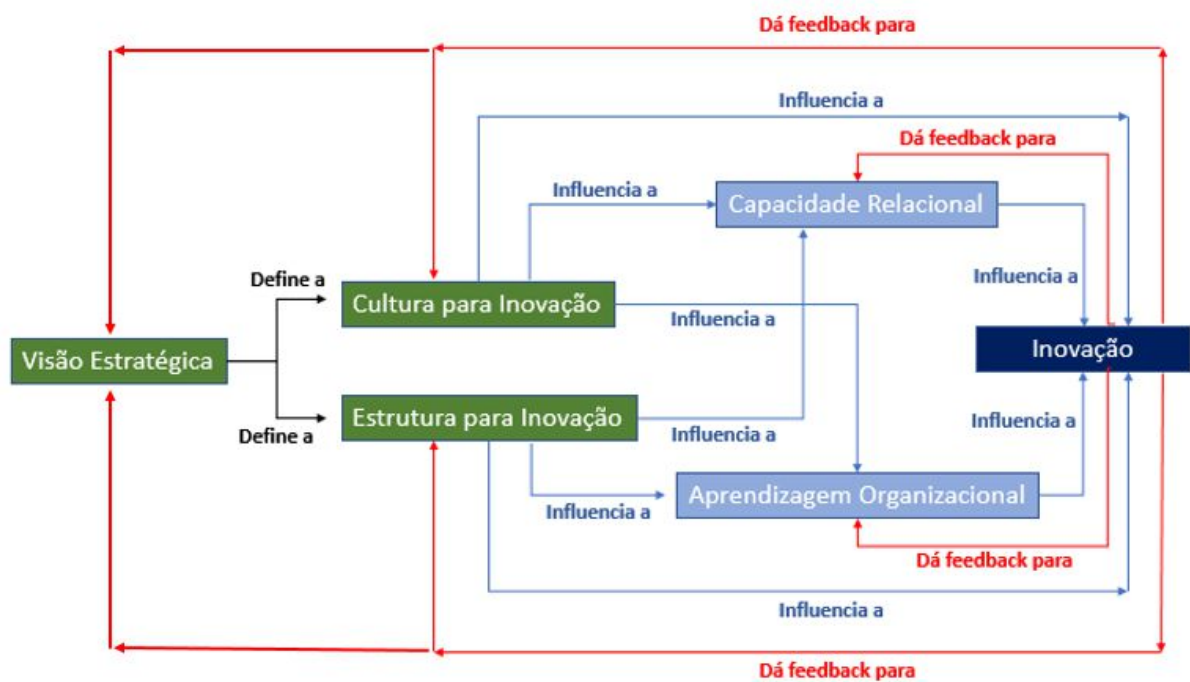 Dá feedback para
Influencia a
Dá feedback para
Influencia a
Capacidade Relacional
Define a
Influencia a
Cultura para Inovação
Influencia a
Visão Estratégica
Inovação
Estrutura para Inovação
Define a
Influencia a
Influencia a
Aprendizagem Organizacional
Influencia a
Dá feedback para
Influencia a
Dá feedback para